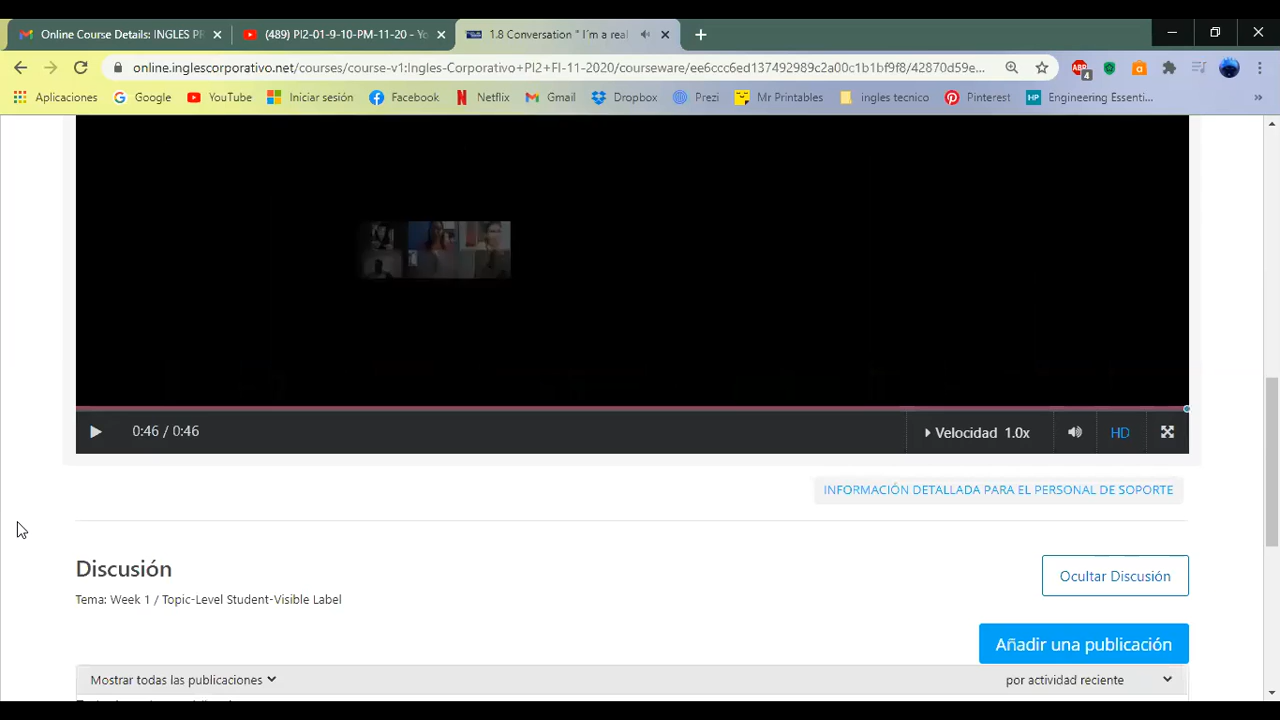 Online Course Details: INGLES PR
(489) PI2-01-9-10-PM-11-20 - Yo
1.8 Conversation " I´m a real
online.inglescorporativo.net/courses/course-v1:Ingles-Corporativo+PI2+FI-11-2020/courseware/ee6ccc6ed137492989c2a00c1b1bf9f8/42870d59e...
ABP
4
a
Aplicaciones
Google
YouTube
Iniciar sesión
Facebook
Netflix
Gmail
Dropbox
Prezi
Mr Printables
ingles tecnico
Pinterest
HP
Engineering Essenti...
»
0:46 / 0:46
Velocidad 1.0x
HD
INFORMACIÓN DETALLADA PARA EL PERSONAL DE SOPORTE
Discusión
Ocultar Discusión
Tema: Week 1 / Topic-Level Student-Visible Label
Añadir una publicación
Mostrar todas las publicaciones
por actividad reciente